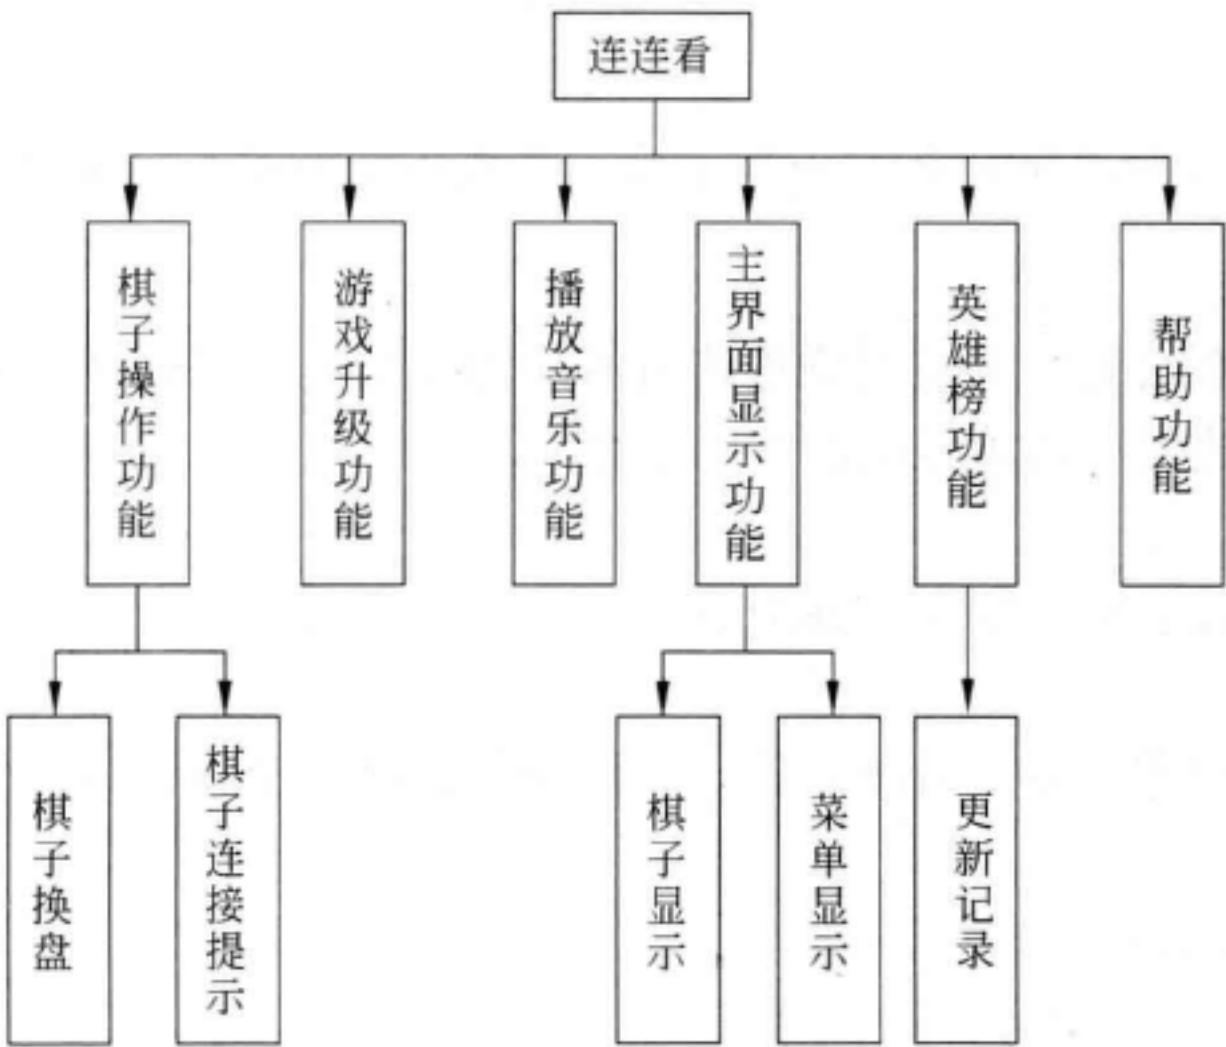 连连看
棋子操作功能
游戏升级功能
播放音乐功能
主界面显示功能
英雄榜功能
帮助功能
棋子换盘
棋子连接提示
棋子显示
菜单显示
更新记录